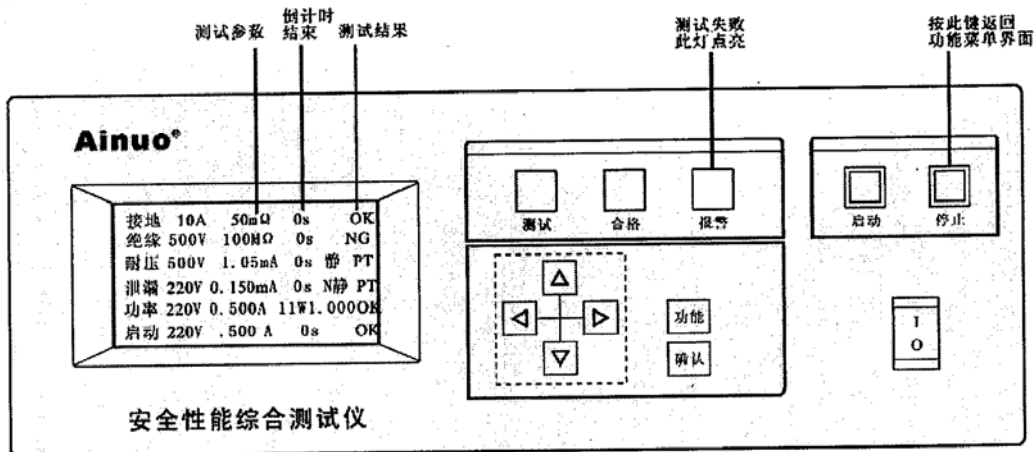 倒计时
测试参数 结束 测试结果
测试失败
此灯点亮
按此键返回
功能菜单界面
Ainuo®
接地 10A 50mΩ 0s OK
绝缘 500V 100MΩ 0s NG
耐压 500V 1.05mA 0s 静 PT
泄漏 220V 0.150mA 0s N静 PT
功率 220V 0.500A 11W1.000OK
启动 220V .500 A 0s OK
测试 合格 报警
启动 停止
功能
确认
I
O
安全性能综合测试仪